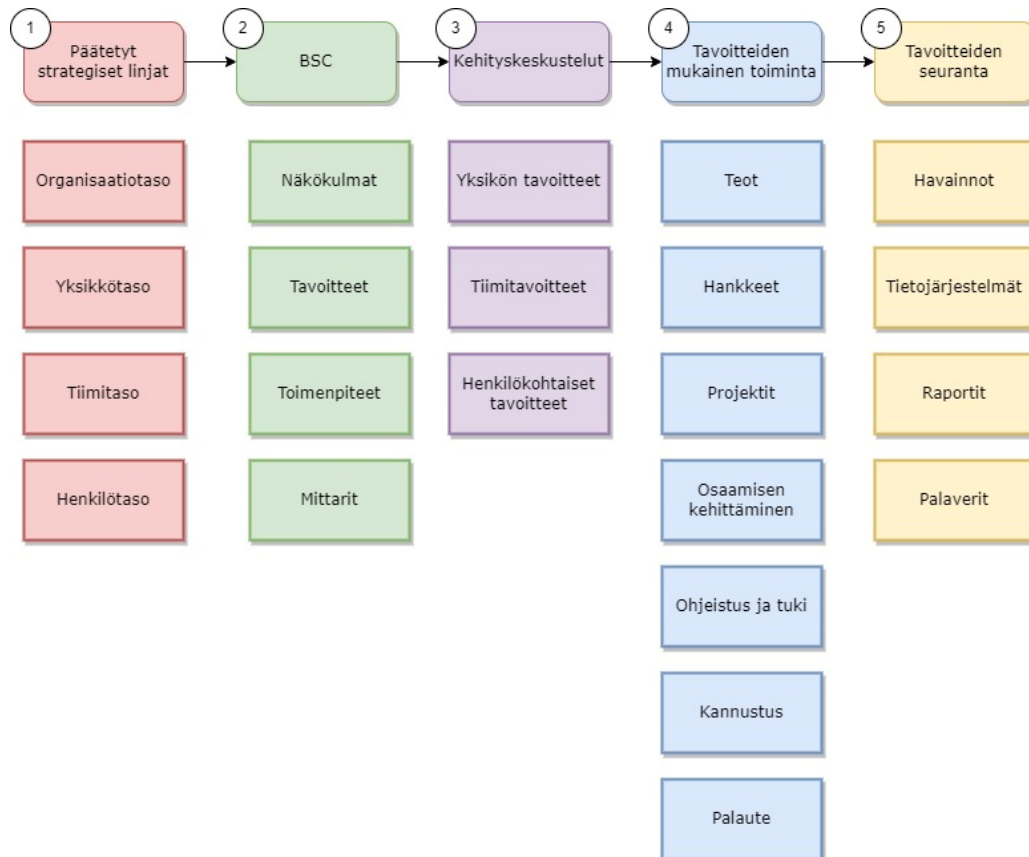 1
Päätetyt
strategiset linjat
2
BSC
3
Kehityskeskustelut
4
Tavoitteiden
mukainen toiminta
5
Tavoitteiden
seuranta
Organisaatiotaso
Yksikkötaso
Tiimitaso
Henkilötaso
Näkökulmat
Tavoitteet
Toimenpiteet
Mittarit
Yksikön tavoitteet
Tiimitavoitteet
Henkilökohtaiset
tavoitteet
Teot
Hankkeet
Projektit
Osaamisen
kehittäminen
Ohjeistus ja tuki
Kannustus
Palaute
Havainnot
Tietojärjestelmät
Raportit
Palaverit